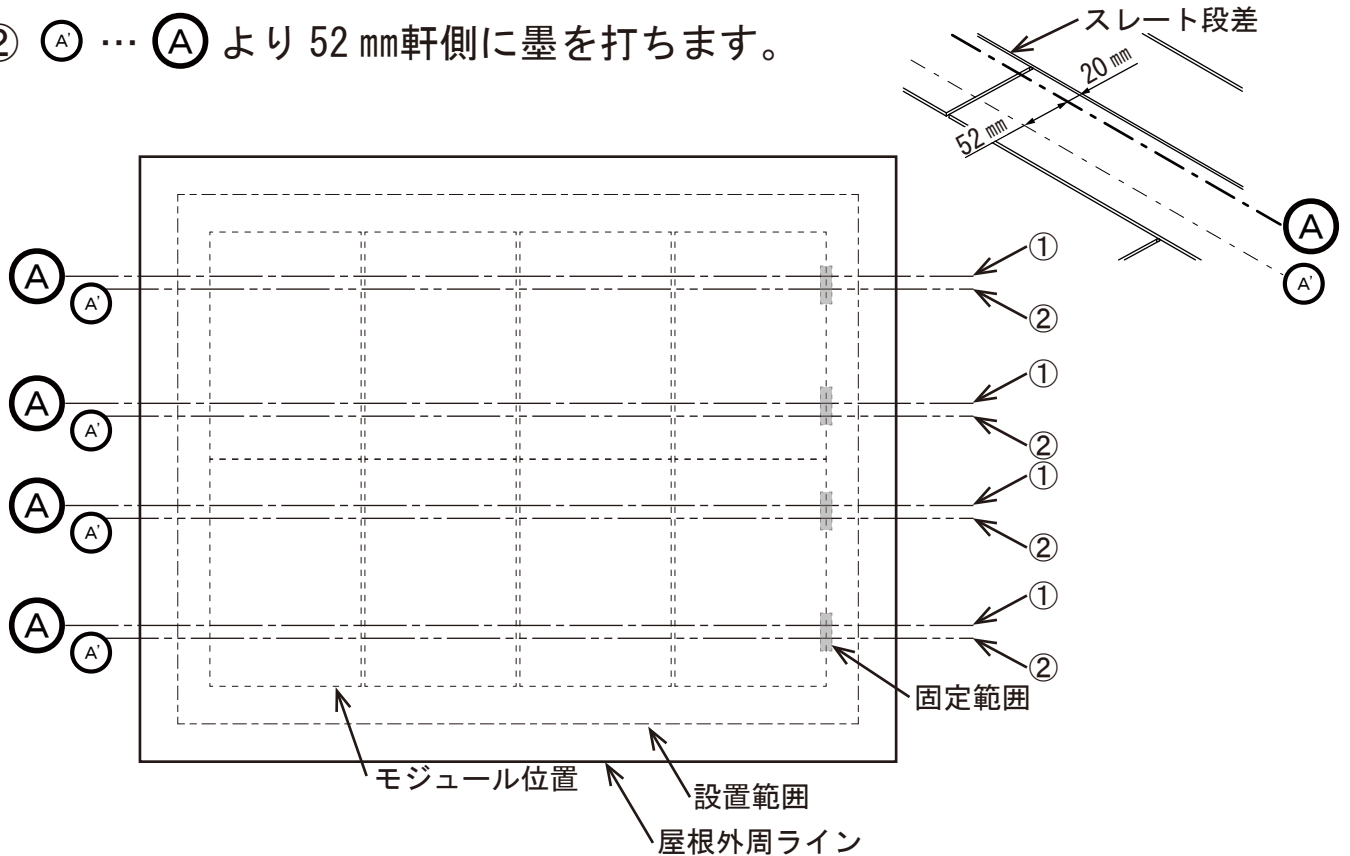 ② A' … A より 52 ㎜軒側に墨を打ちます。
スレート段差
20 ㎜
52 ㎜
A
A'
A
A'
①
②
A
A'
①
②
A
A'
①
②
A
A'
①
②
固定範囲
モジュール位置
設置範囲
屋根外周ライン